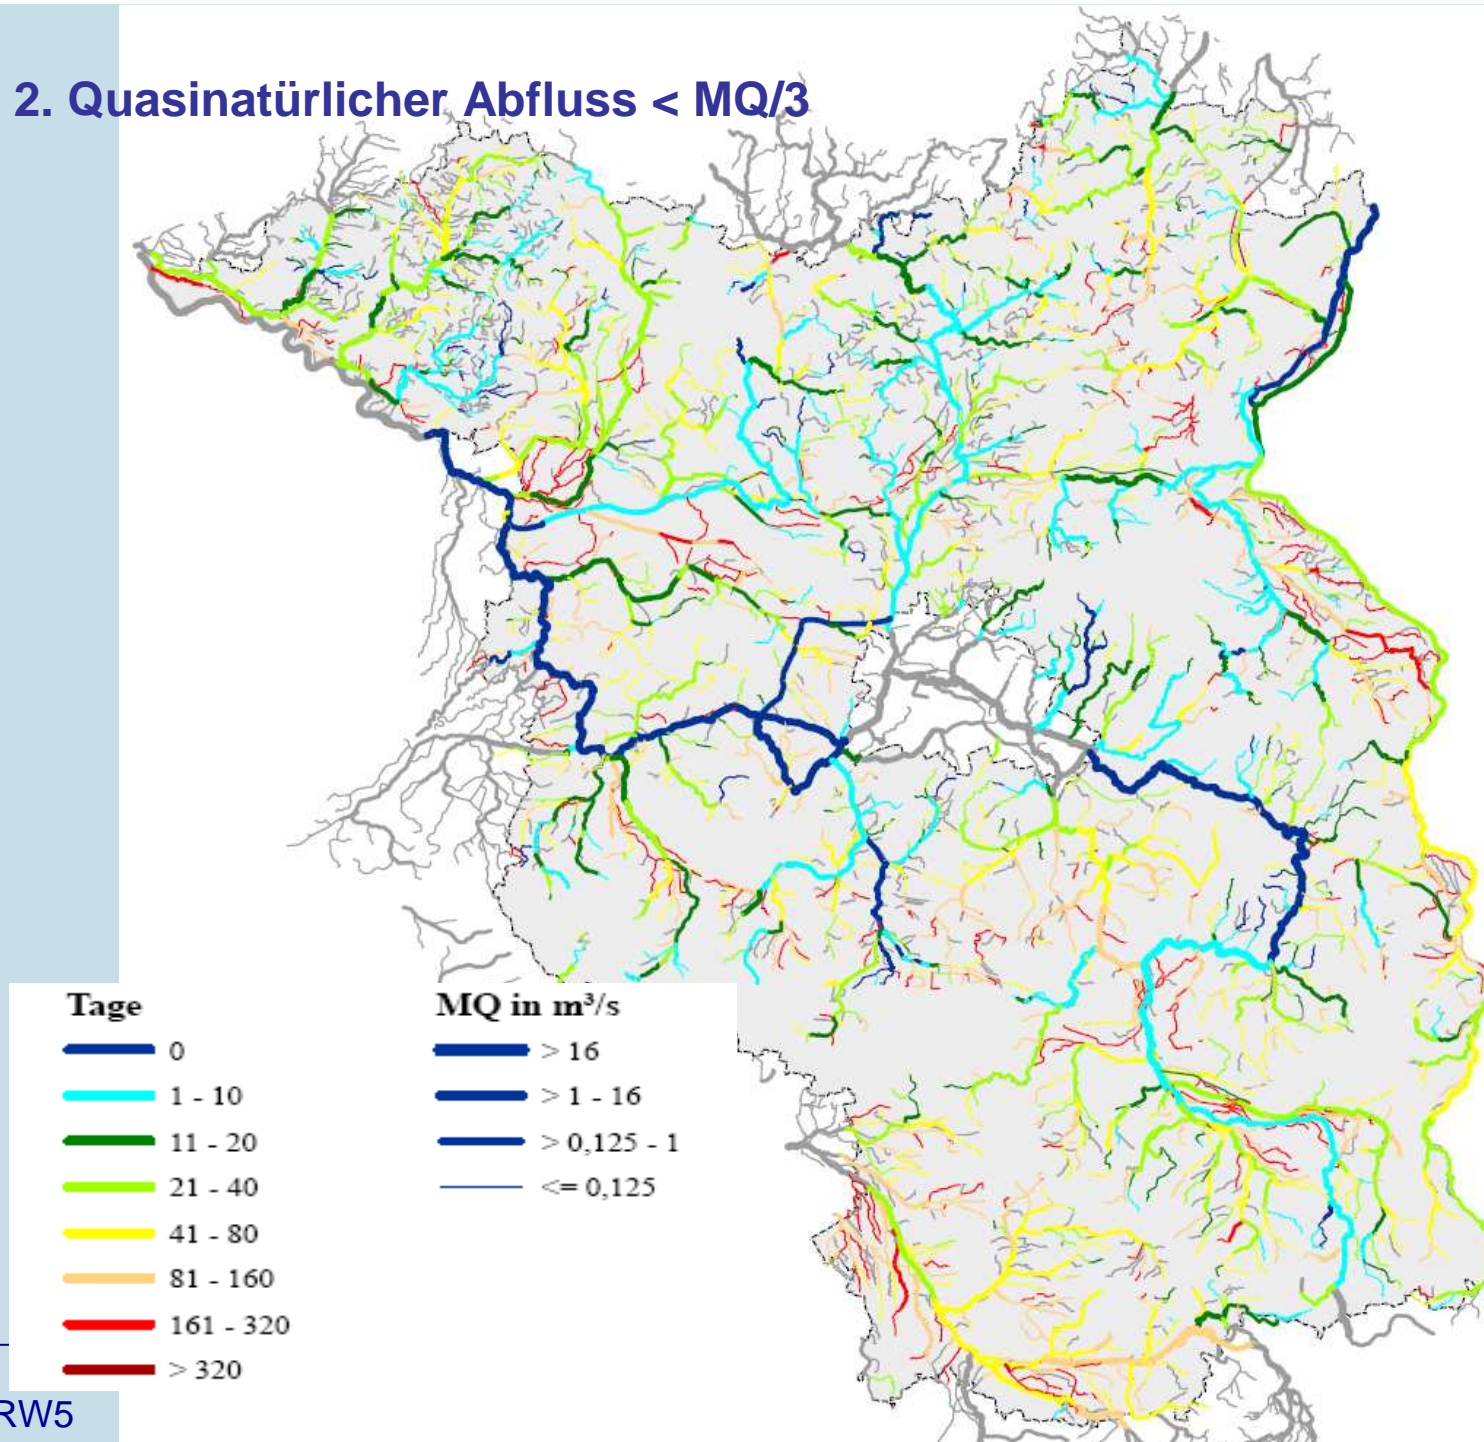 2. Quasinatürlicher Abfluss < MQ/3
Tage
0
1 - 10
11 - 20
21 - 40
41 - 80
81 - 160
161 - 320
> 320
MQ in m³/s
> 16
> 1 - 16
> 0,125 - 1
<= 0,125
RW5